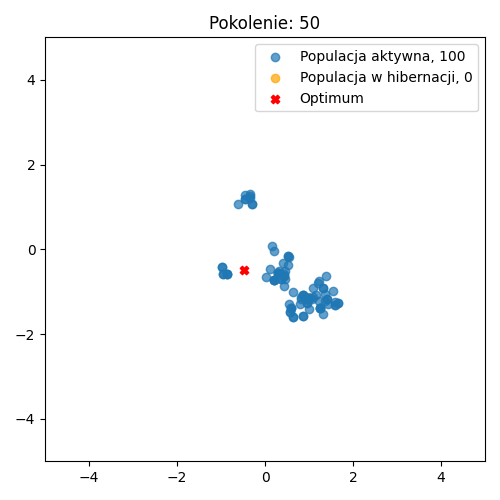 Pokolenie: 50
Populacja aktywna, 100
Populacja w hibernacji, 0
Optimum
4
2
0
−2
−4
−4 −2 0 2 4